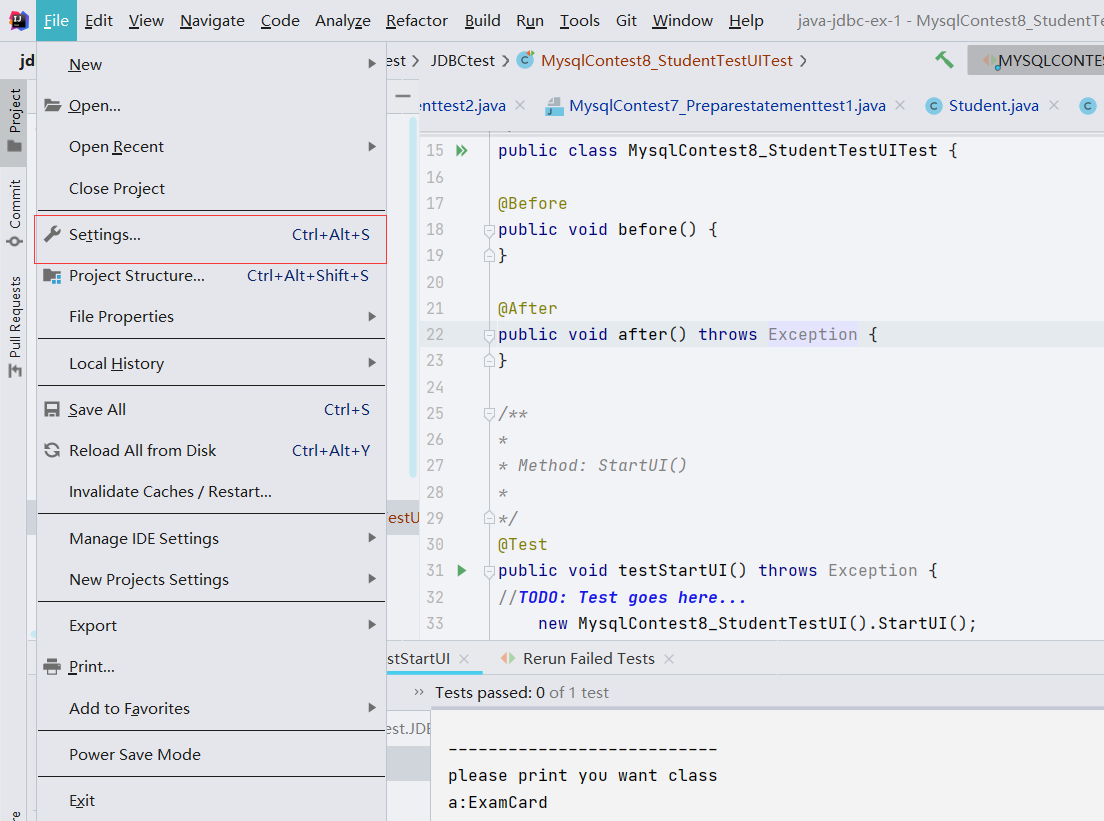 File Edit View Navigate Code Analyze Refactor Build Run Tools Git Window Help java-jdbc-ex-1 - MysqlContest8_StudentTe
jd
est JDBCtest MysqlContest8_StudentTestUITest MYSQLCONTES
Project
Commit
Pull Requests
New
Open...
Open Recent
Close Project
Settings... Ctrl+Alt+S
Project Structure... Ctrl+Alt+Shift+S
File Properties
Local History
Save All Ctrl+S
Reload All from Disk Ctrl+Alt+Y
Invalidate Caches / Restart...
Manage IDE Settings
New Projects Settings
Export
Print...
Add to Favorites
Power Save Mode
Exit
enttest2.java MysqlContest7_Preparestatementtest1.java Student.java
15 public class MysqlContest8_StudentTestUITest {
16
17 @Before
18 public void before() {
19 }
20
21 @After
22 public void after() throws Exception {
23 }
24
25 /**
26 *
27 * Method: StartUI()
28 *
29 */
30 @Test
31 public void testStartUI() throws Exception {
32 //TODO: Test goes here...
33 new MysqlContest8_StudentTestUI().StartUI();
estU
stStartUI Rerun Failed Tests
Tests passed: 0 of 1 test
est.JDB
---------------------------
please print you want class
a:ExamCard